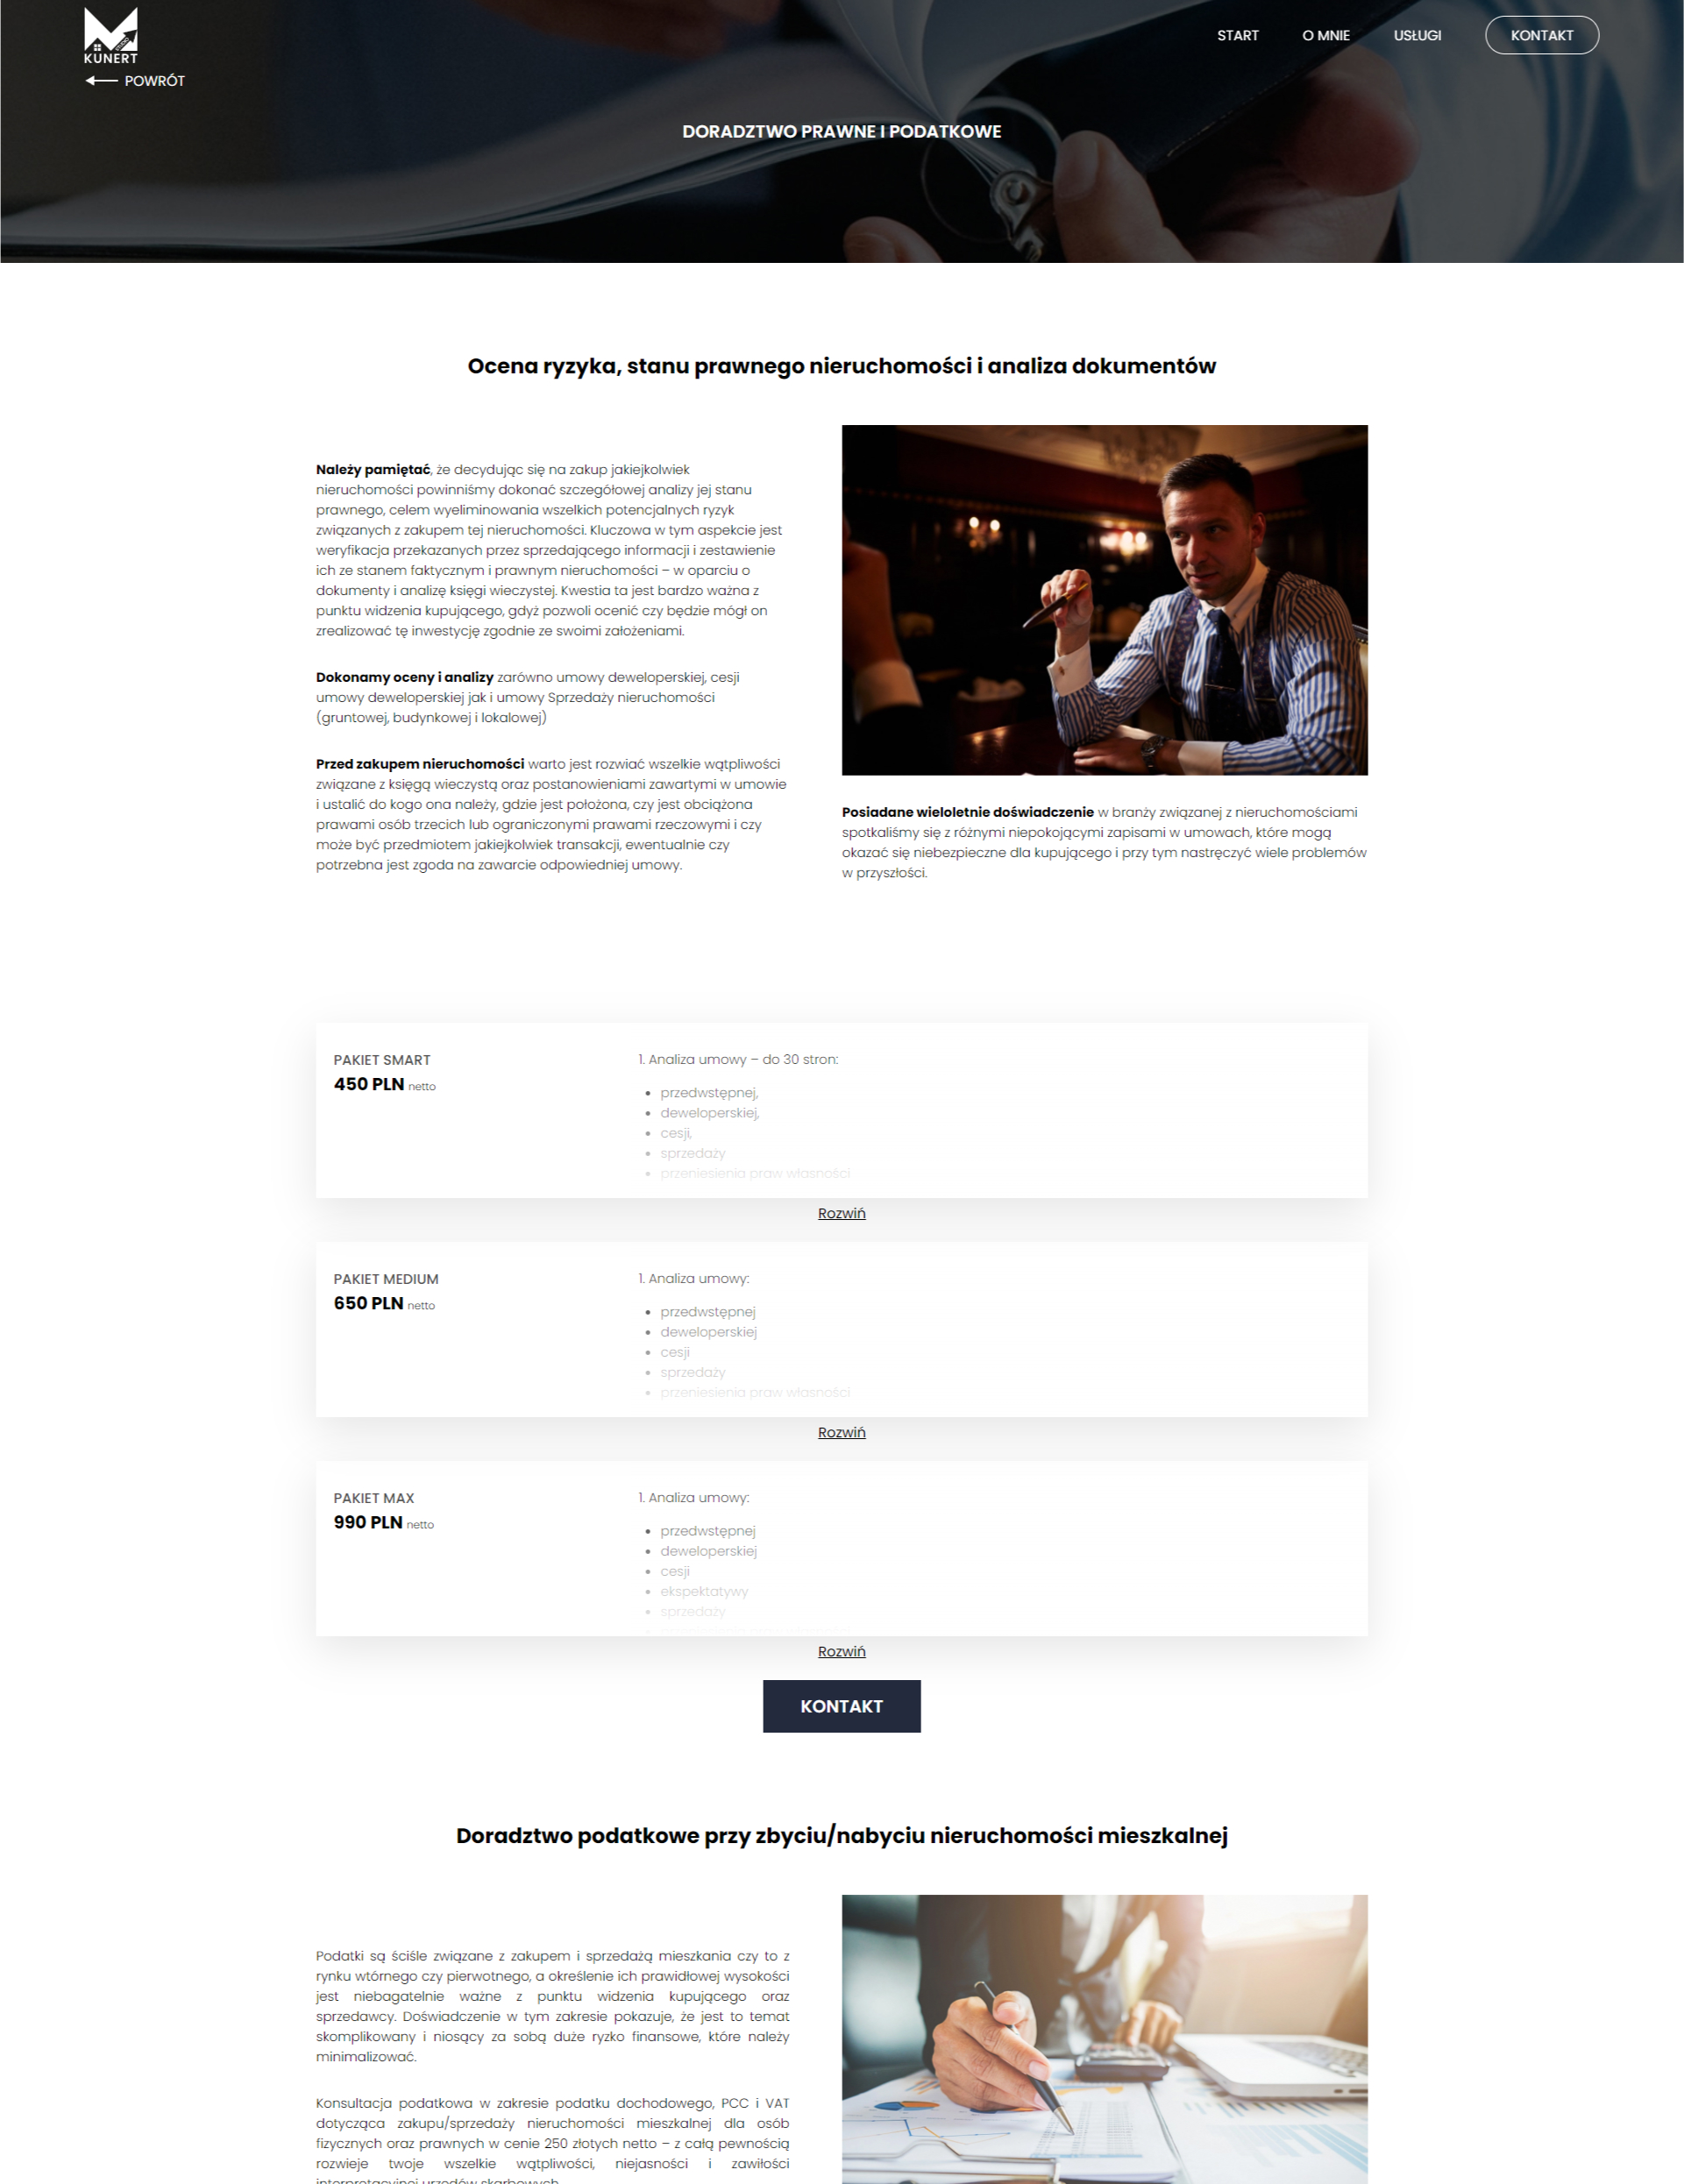 KUNERT
START
O MNIE
USŁUGI
KONTAKT
POWRÓT
DORADZTWO PRAWNE I PODATKOWE
Ocena ryzyka, stanu prawnego nieruchomości i analiza dokumentów
Należy pamiętać, że decydując się na zakup jakiejkolwiek
nieruchomości powinniśmy dokonać szczegółowej analizy jej stanu
prawnego, celem wyeliminowania wszelkich potencjalnych ryzyk
związanych z zakupem tej nieruchomości. Kluczowa w tym aspekcie jest
weryfikacja przekazanych przez sprzedającego informacji i zestawienie
ich ze stanem faktycznym i prawnym nieruchomości – w oparciu o
dokumenty i analizę księgi wieczystej. Kwestia ta jest bardzo ważna z
punktu widzenia kupującego, gdyż pozwoli ocenić czy będzie mógł on
zrealizować tę inwestycję zgodnie ze swoimi założeniami.
Dokonamy oceny i analizy zarówno umowy deweloperskiej, cesji
umowy deweloperskiej jak i umowy Sprzedaży nieruchomości
(gruntowej, budynkowej i lokalowej)
Przed zakupem nieruchomości warto jest rozwiać wszelkie wątpliwości
związane z księgą wieczystą oraz postanowieniami zawartymi w umowie
i ustalić do kogo ona należy, gdzie jest położona, czy jest obciążona
prawami osób trzecich lub ograniczonymi prawami rzeczowymi i czy
może być przedmiotem jakiejkolwiek transakcji, ewentualnie czy
potrzebna jest zgoda na zawarcie odpowiedniej umowy.
Posiadane wieloletnie doświadczenie w branży związanej z nieruchomościami
spotkaliśmy się z różnymi niepokojącymi zapisami w umowach, które mogą
okazać się niebezpieczne dla kupującego i przy tym nastręczyć wiele problemów
w przyszłości.
PAKIET SMART
450 PLN netto
1. Analiza umowy – do 30 stron:
• przedwstępnej,
• deweloperskiej,
• cesji,
• sprzedaży
• przeniesienia praw własności
Rozwiń
PAKIET MEDIUM
650 PLN netto
1. Analiza umowy:
• przedwstępnej
• deweloperskiej
• cesji
• sprzedaży
• przeniesienia praw własności
Rozwiń
PAKIET MAX
990 PLN netto
1. Analiza umowy:
• przedwstępnej
• deweloperskiej
• cesji
• ekspektatywy
• sprzedaży
Rozwiń
KONTAKT
Doradztwo podatkowe przy zbyciu/nabyciu nieruchomości mieszkalnej
Podatki są ściśle związane z zakupem i sprzedażą mieszkania czy to z
rynku wtórnego czy pierwotnego, a określenie ich prawidłowej wysokości
jest niebagatelnie ważne z punktu widzenia kupującego oraz
sprzedawcy. Doświadczenie w tym zakresie pokazuje, że jest to temat
skomplikowany i niosący za sobą duże ryzko finansowe, które należy
minimalizować.
Konsultacja podatkowa w zakresie podatku dochodowego, PCC i VAT
dotycząca zakupu/sprzedaży nieruchomości mieszkalnej dla osób
fizycznych oraz prawnych w cenie 250 złotych netto – z całą pewnością
rozwieje twoje wszelkie wątpliwości, niejasności i zawiłości
interpretacyjnej urzędów skarbowych